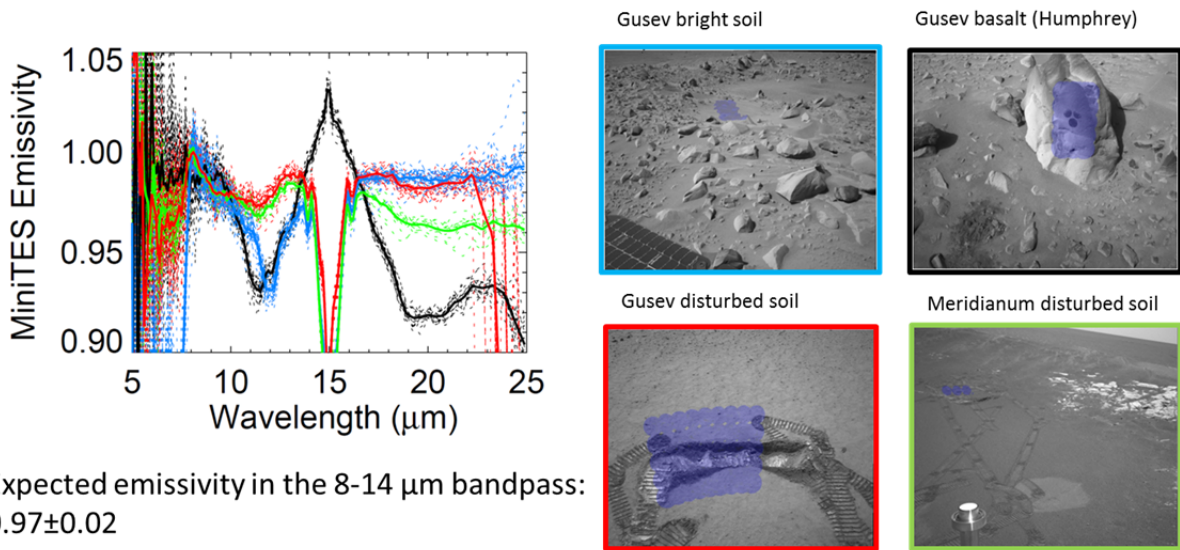 Gusev bright soil
Gusev basalt (Humphrey)
1.05
1.00
0.95
0.90
MiniTES Emissivity
5 10 15 20 25
Wavelength (μm)
Gusev disturbed soil
Meridianum disturbed soil
xpected emissivity in the 8-14 μm bandpass:
.97±0.02